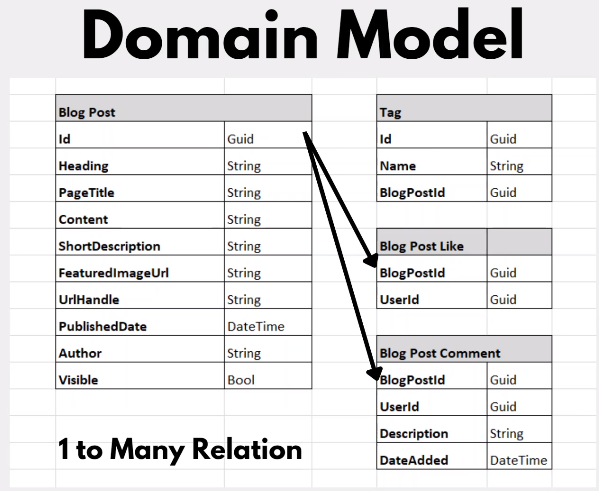 Domain Model
Blog Post
Id Guid
Heading String
PageTitle String
Content String
ShortDescription String
FeaturedImageUrl String
UrlHandle String
PublishedDate DateTime
Author String
Visible Bool
1 to Many Relation
Tag
Id Guid
Name String
BlogPostId Guid
Blog Post Like
BlogPostId Guid
UserId Guid
Blog Post Comment
BlogPostId Guid
UserId Guid
Description String
DateAdded DateTime